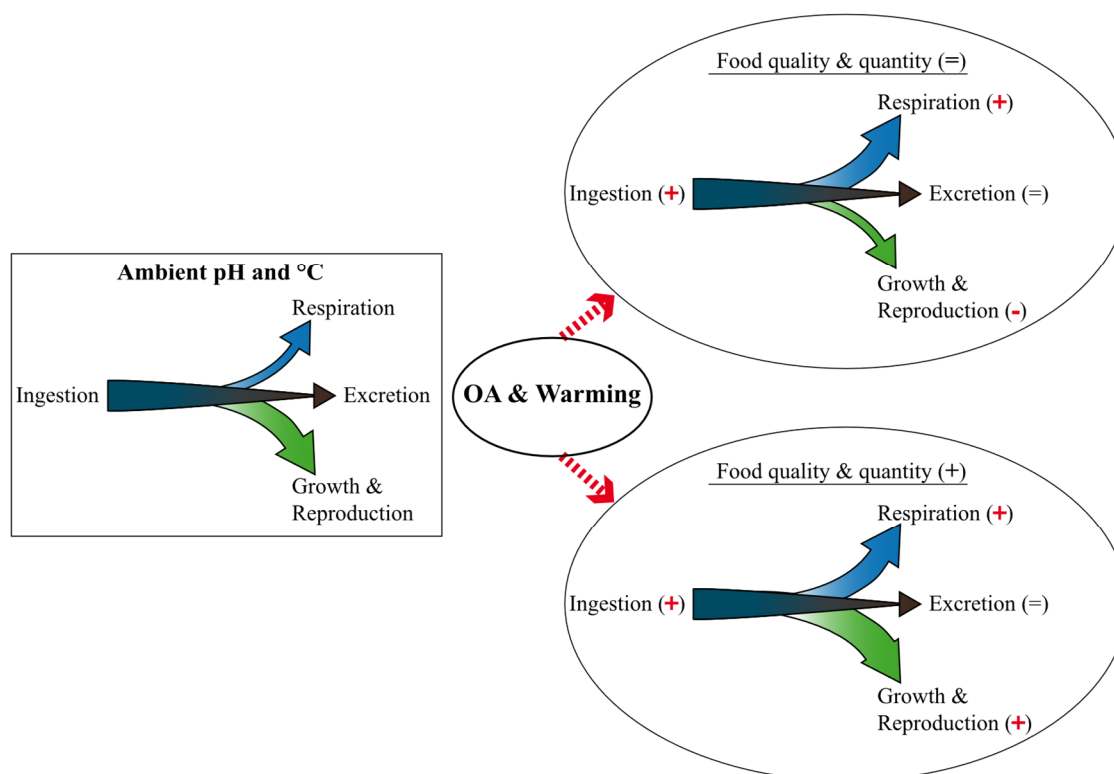 Ambient pH and °C
Respiration
Ingestion
Excretion
Growth &
Reproduction
OA & Warming
Food quality & quantity (=)
Respiration (+)
Ingestion (+)
Excretion (=)
Growth &
Reproduction (-)
Food quality & quantity (+)
Respiration (+)
Ingestion (+)
Excretion (=)
Growth &
Reproduction (+)